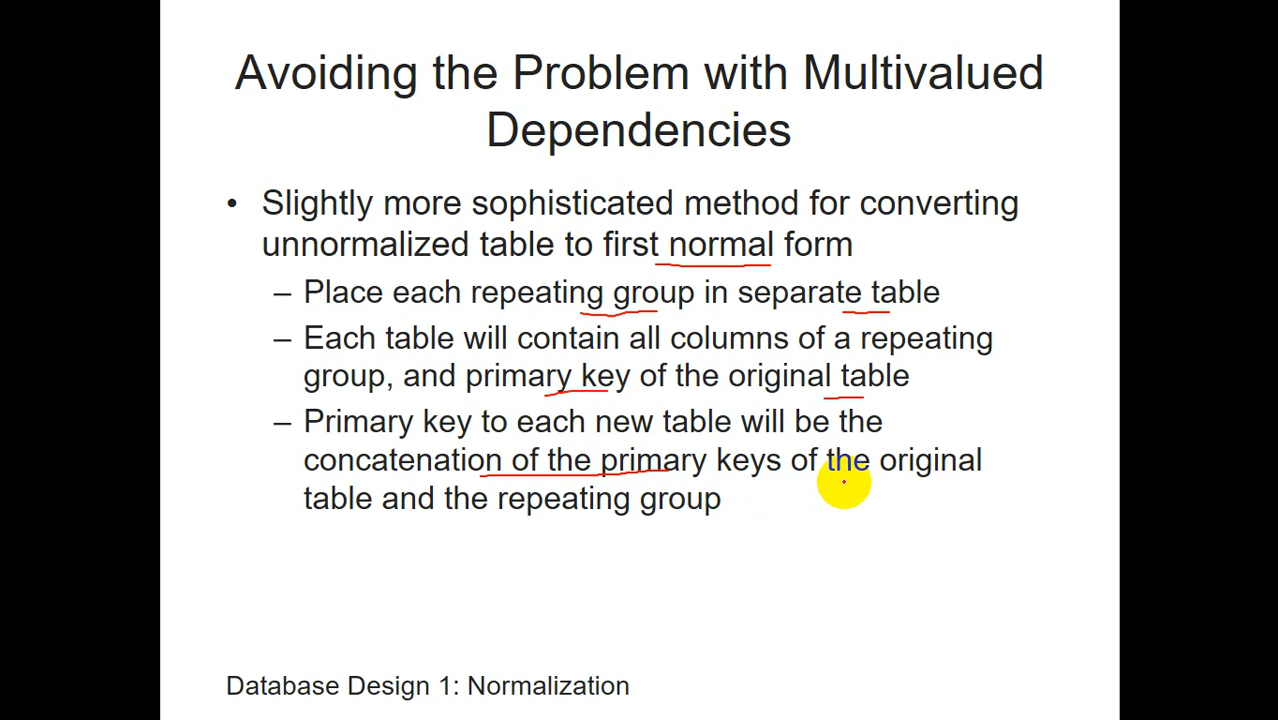 Avoiding the Problem with Multivalued
Dependencies
• Slightly more sophisticated method for converting
unnormalized table to first normal form
– Place each repeating group in separate table
– Each table will contain all columns of a repeating
group, and primary key of the original table
– Primary key to each new table will be the
concatenation of the primary keys of the original
table and the repeating group
Database Design 1: Normalization